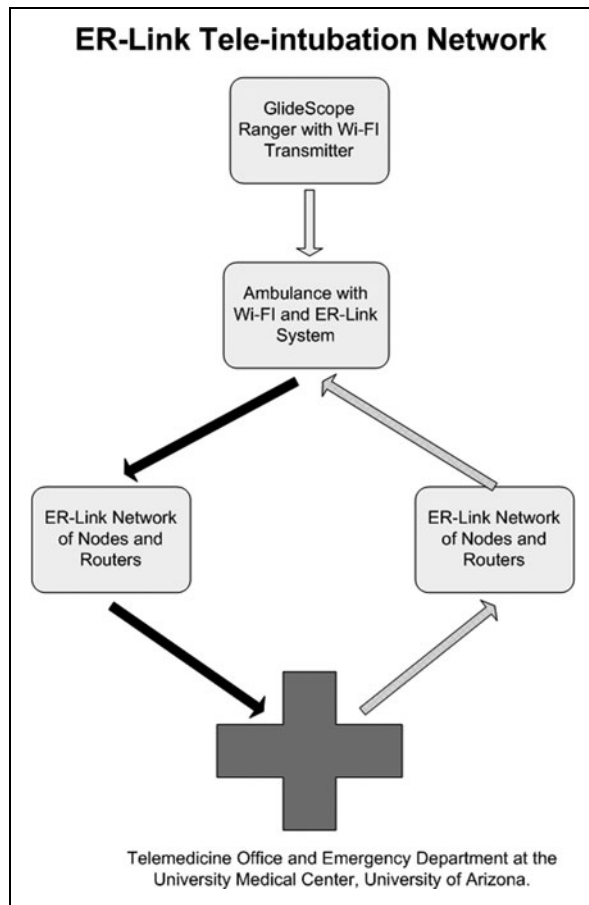 ER-Link Tele-intubation Network
GlideScope
Ranger with Wi-FI
Transmitter
Ambulance with
Wi-FI and ER-Link
System
ER-Link Network
of Nodes and
Routers
ER-Link Network
of Nodes and
Routers
Telemedicine Office and Emergency Department at the
University Medical Center, University of Arizona.